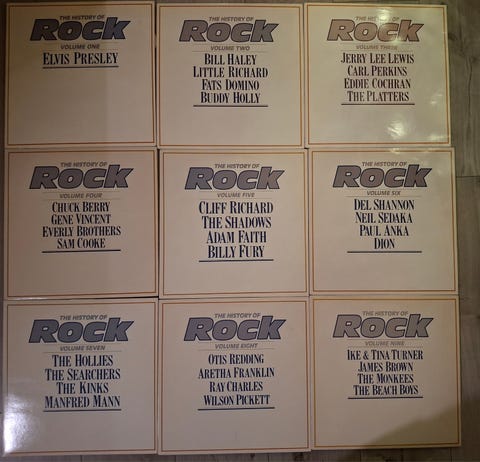 THE HISTORY OF
ROCK
VOLUME ONE
ELVIS PRESLEY
THE HISTORY OF
ROCK
VOLUME TWO
BILL HALEY
LITTLE RICHARD
FATS DOMINO
BUDDY HOLLY
THE HISTORY OF
ROCK
VOLUME THREE
JERRY LEE LEWIS
CARL PERKINS
EDDIE COCHRAN
THE PLATTERS
THE HISTORY OF
ROCK
VOLUME FOUR
CHUCK BERRY
GENE VINCENT
EVERLY BROTHERS
SAM COOKE
THE HISTORY OF
ROCK
VOLUME FIVE
CLIFF RICHARD
THE SHADOWS
ADAM FAITH
BILLY FURY
THE HISTORY OF
ROCK
VOLUME SIX
DEL SHANNON
NEIL SEDAKA
PAUL ANKA
DION
THE HISTORY OF
ROCK
VOLUME SEVEN
THE HOLLIES
THE SEARCHERS
THE KINKS
MANFRED MANN
THE HISTORY OF
ROCK
VOLUME EIGHT
OTIS REDDING
ARETHA FRANKLIN
RAY CHARLES
WILSON PICKETT
THE HISTORY OF
ROCK
VOLUME NINE
IKE & TINA TURNER
JAMES BROWN
THE MONKEES
THE BEACH BOYS